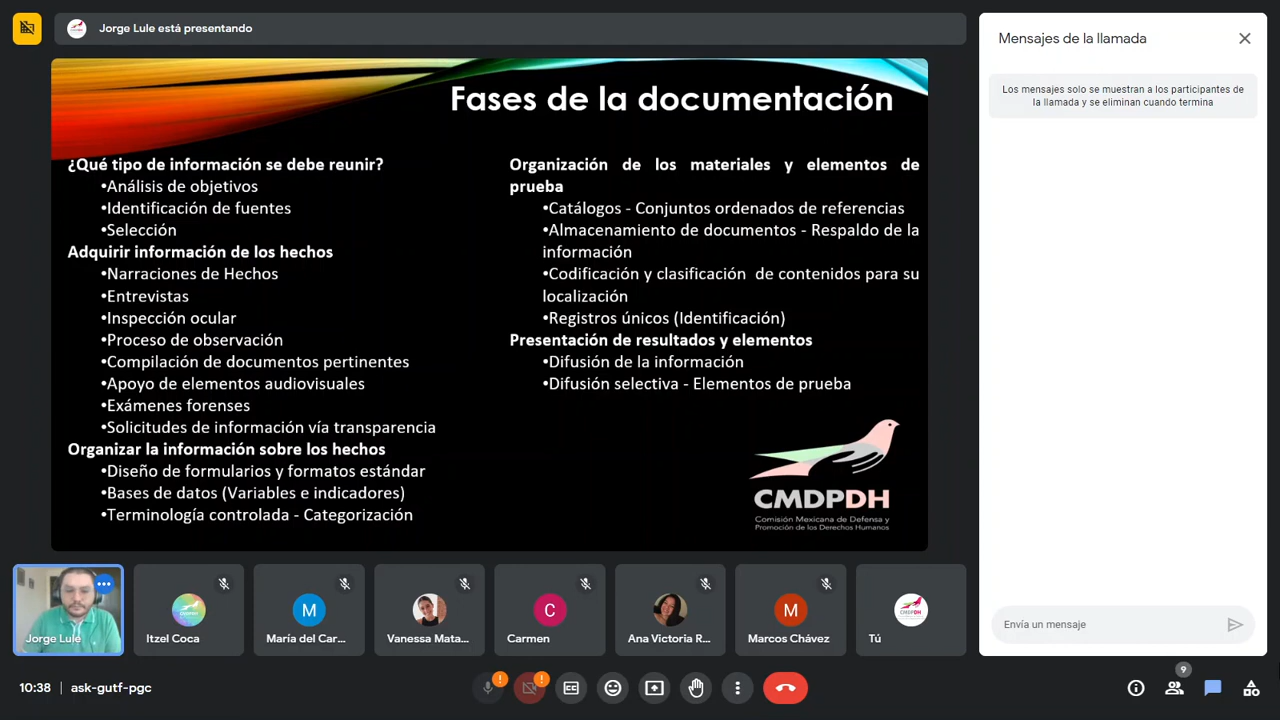 Jorge Lule está presentando
Fases de la documentación
¿Qué tipo de información se debe reunir?
•Análisis de objetivos
•Identificación de fuentes
•Selección
Adquirir información de los hechos
•Narraciones de Hechos
•Entrevistas
•Inspección ocular
•Proceso de observación
•Compilación de documentos pertinentes
•Apoyo de elementos audiovisuales
•Exámenes forenses
•Solicitudes de información vía transparencia
Organizar la información sobre los hechos
•Diseño de formularios y formatos estándar
•Bases de datos (Variables e indicadores)
•Terminología controlada - Categorización
Organización de los materiales y elementos de
prueba
•Catálogos - Conjuntos ordenados de referencias
•Almacenamiento de documentos - Respaldo de la
información
•Codificación y clasificación de contenidos para su
localización
•Registros únicos (Identificación)
Presentación de resultados y elementos
•Difusión de la información
•Difusión selectiva - Elementos de prueba
CMDPDH
Comisión Mexicana de Defensa y
Promoción de los Derechos Humanos
Mensajes de la llamada
Los mensajes solo se muestran a los participantes de
la llamada y se eliminan cuando termina
Envía un mensaje
Jorge Lule
Itzel Coca
M
María del Car...
Vanessa Mata...
C
Carmen
Ana Victoria R...
M
Marcos Chávez
CMDPDH
Tú
10:38 | ask-gutf-pgc
CC
9